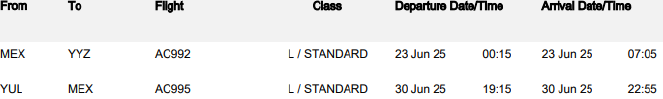 From To Flight Class Departure Date/Time Arrival Date/Time
MEX YYZ AC992 L / STANDARD 23 Jun 25 00:15 23 Jun 25 07:05
YUL MEX AC995 L / STANDARD 30 Jun 25 19:15 30 Jun 25 22:55